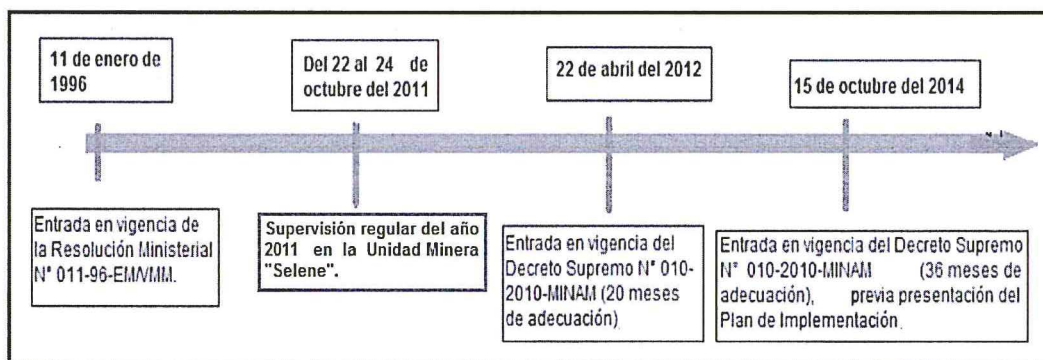 11 de enero de
1996
Del 22 al 24 de
octubre del 2011
22 de abril del 2012
15 de octubre del 2014
Entrada en vigencia de
la Resolución Ministerial
N° 011-96-EM/VMM.
Supervisión regular del año
2011 en la Unidad Minera
"Selene".
Entrada en vigencia del
Decreto Supremo N° 010-
2010-MINAM (20 meses
de adecuación)
Entrada en vigencia del Decreto Supremo
N° 010-2010-MINAM (36 meses de
adecuación), previa presentación del
Plan de Implementación.